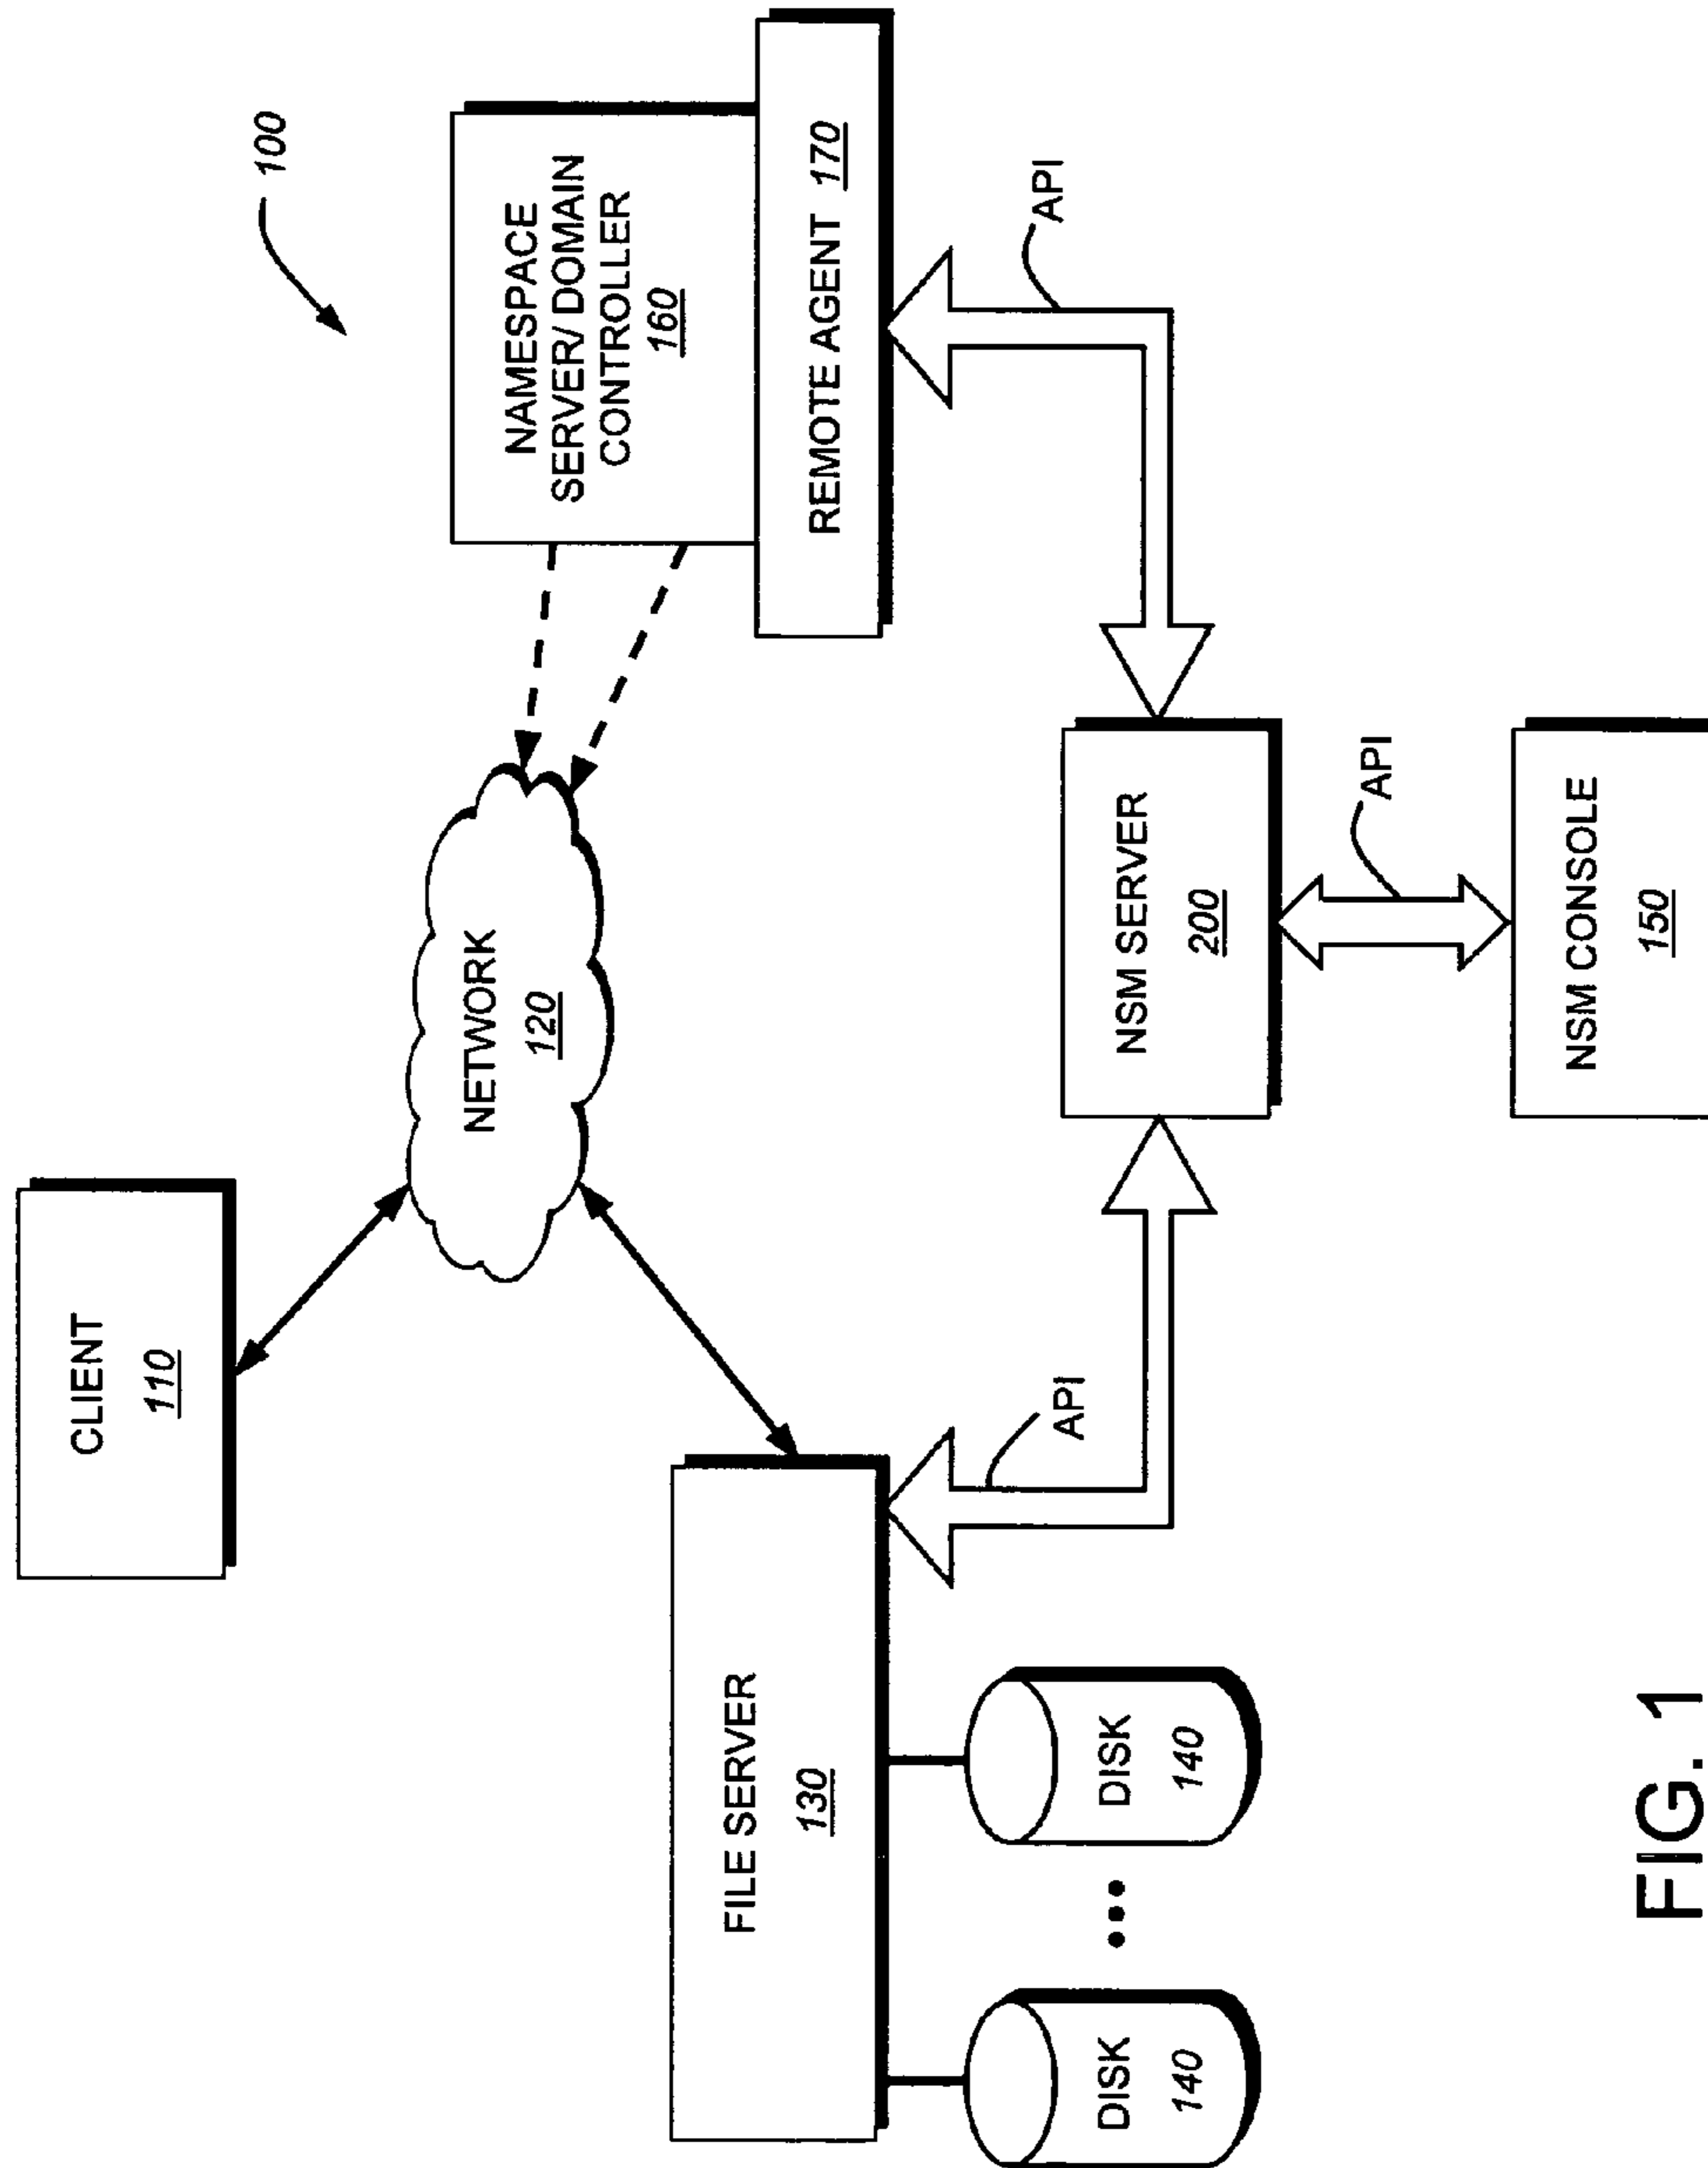 100
CLIENT
110
NETWORK
120
NAMESPACE
SERVER/DOMAIN
CONTROLLER
160
REMOTE AGENT 170
FILE SERVER
130
API
API
DISK
140
DISK
140
NSM SERVER
200
API
NSM CONSOLE
150
FIG. 1